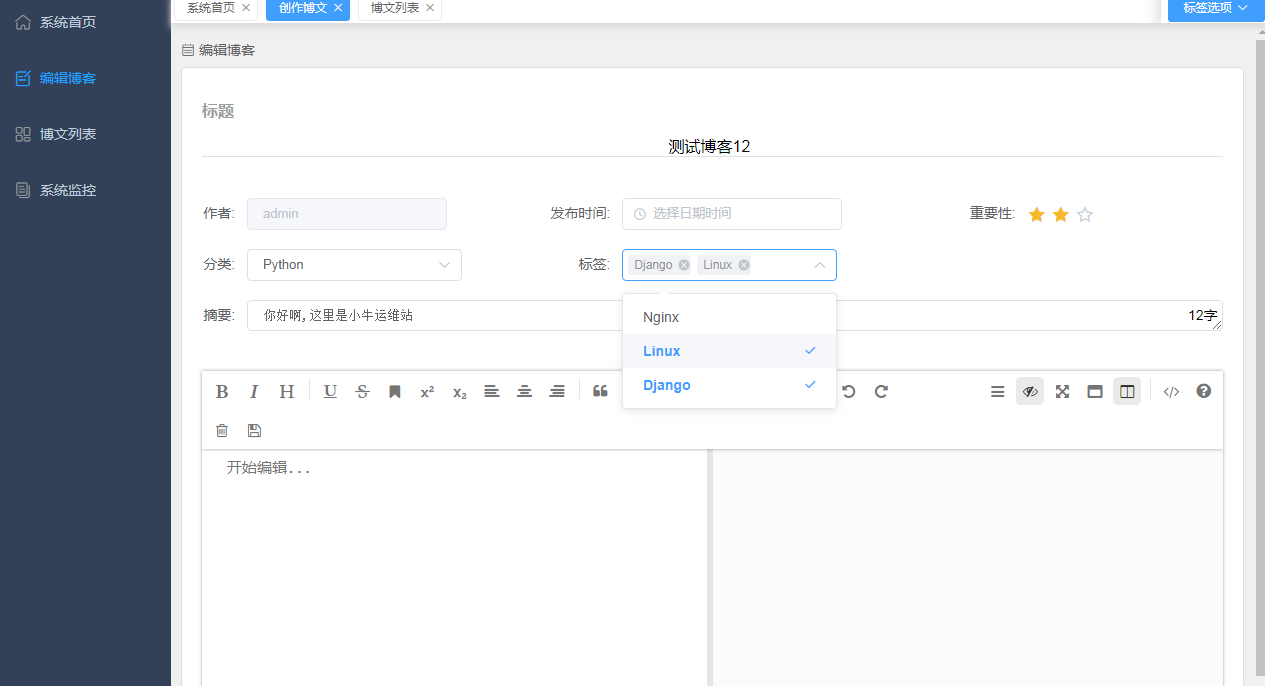 系统首页
编辑博客
博文列表
系统监控
系统首页 创作博文 博文列表 标签选项
编辑博客
标题
测试博客12
作者: admin 发布时间: 选择日期时间 重要性:
分类: Python 标签: Django Linux
摘要: 你好啊,这里是小牛运维站 12字
Nginx
Linux
Django
开始编辑...